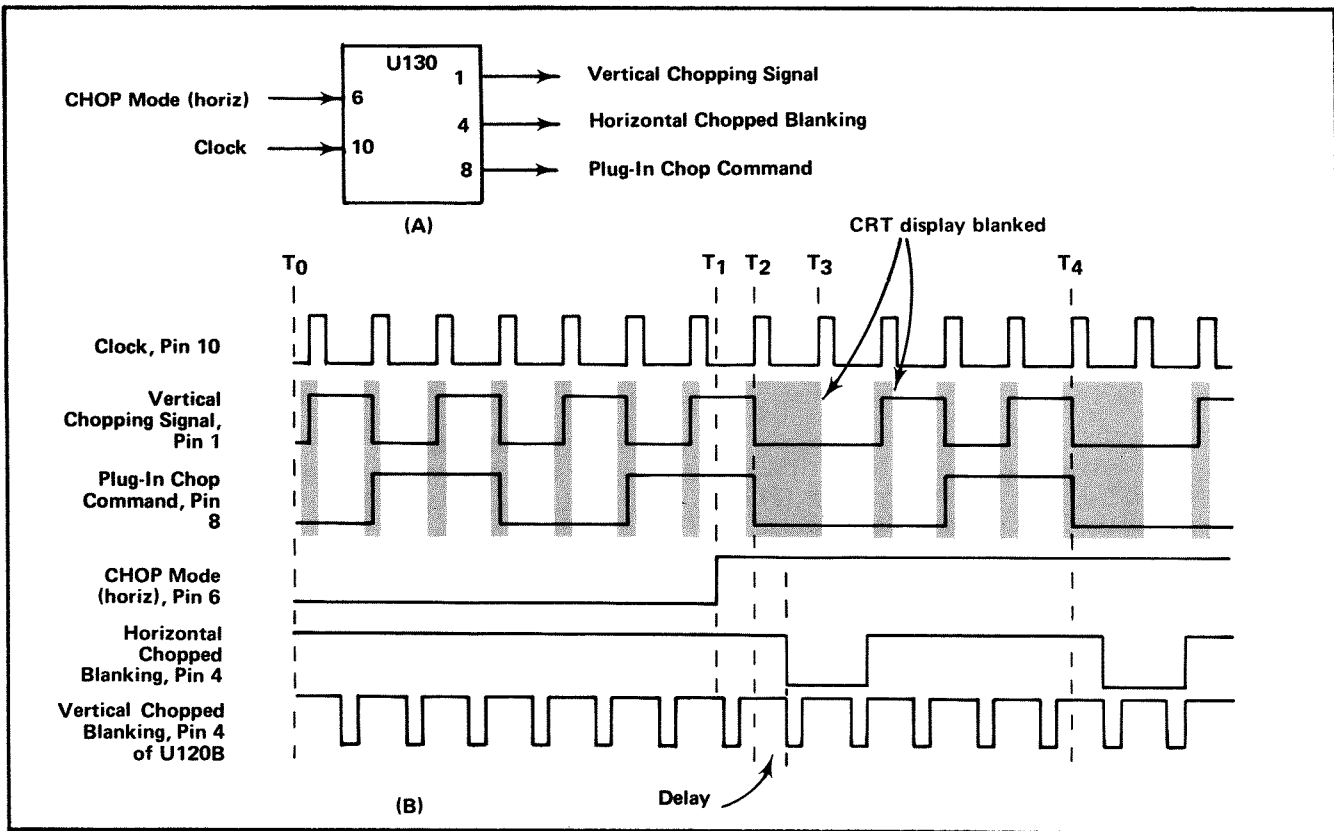 U130
1
Vertical Chopping Signal
CHOP Mode (horiz)
6
4
Horizontal Chopped Blanking
Clock
10
8
Plug-In Chop Command
(A)
CRT display blanked
T0
T1
T2
T3
T4
Clock, Pin 10
Vertical
Chopping Signal,
Pin 1
Plug-In Chop
Command, Pin
8
CHOP Mode
(horiz), Pin 6
Horizontal
Chopped
Blanking, Pin 4
Vertical Chopped
Blanking, Pin 4
of U120B
Delay
(B)